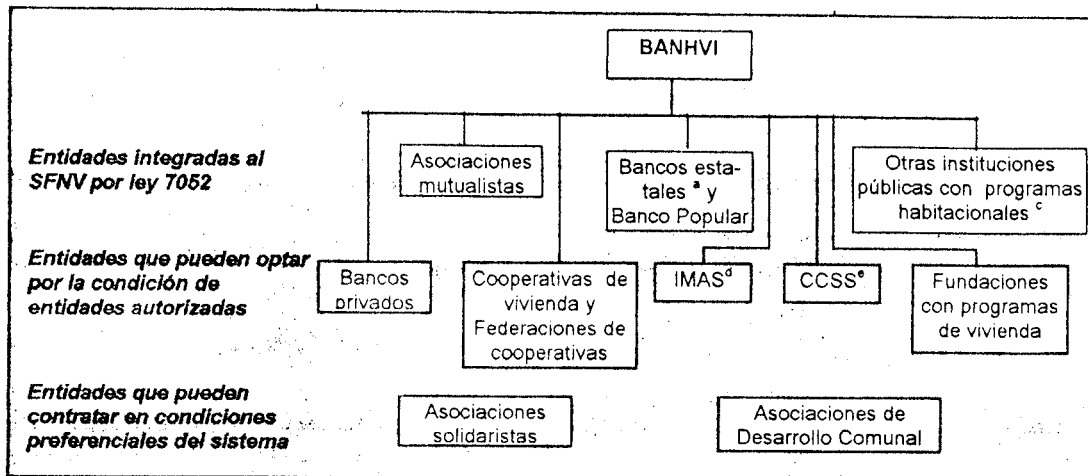 BANHVI
Entidades integradas al
SFNV por ley 7052
Asociaciones
mutualistas
Bancos esta-
tales a y
Banco Popular
Otras instituciones
públicas con programas
habitacionales c
Entidades que pueden optar
por la condición de
entidades autorizadas
Bancos
privados
Cooperativas de
vivienda y
Federaciones de
cooperativas
IMAS d
CCSS e
Fundaciones
con programas
de vivienda
Entidades que pueden
contratar en condiciones
preferenciales del sistema
Asociaciones
solidaristas
Asociaciones de
Desarrollo Comunal